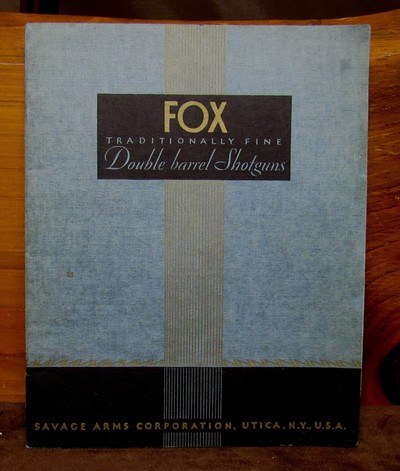 FOX
TRADITIONALLY FINE
Double barrel Shotguns
SAVAGE ARMS CORPORATION, UTICA, N.Y., U.S.A.